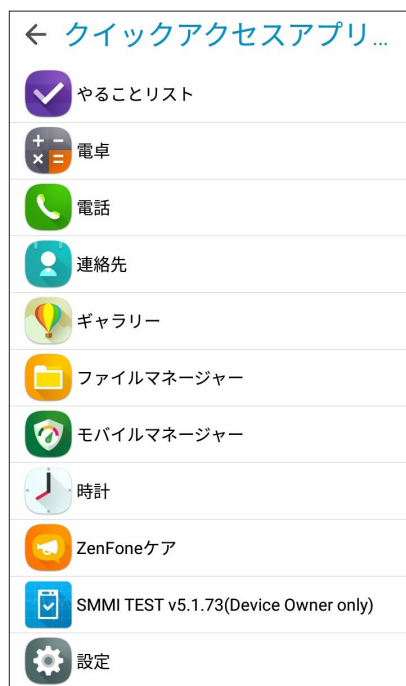 クイックアクセスアプリ...
やることリスト
電卓
電話
連絡先
ギャラリー
ファイルマネージャー
モバイルマネージャー
時計
ZenFoneケア
SMMI TEST v5.1.73(Device Owner only)
設定